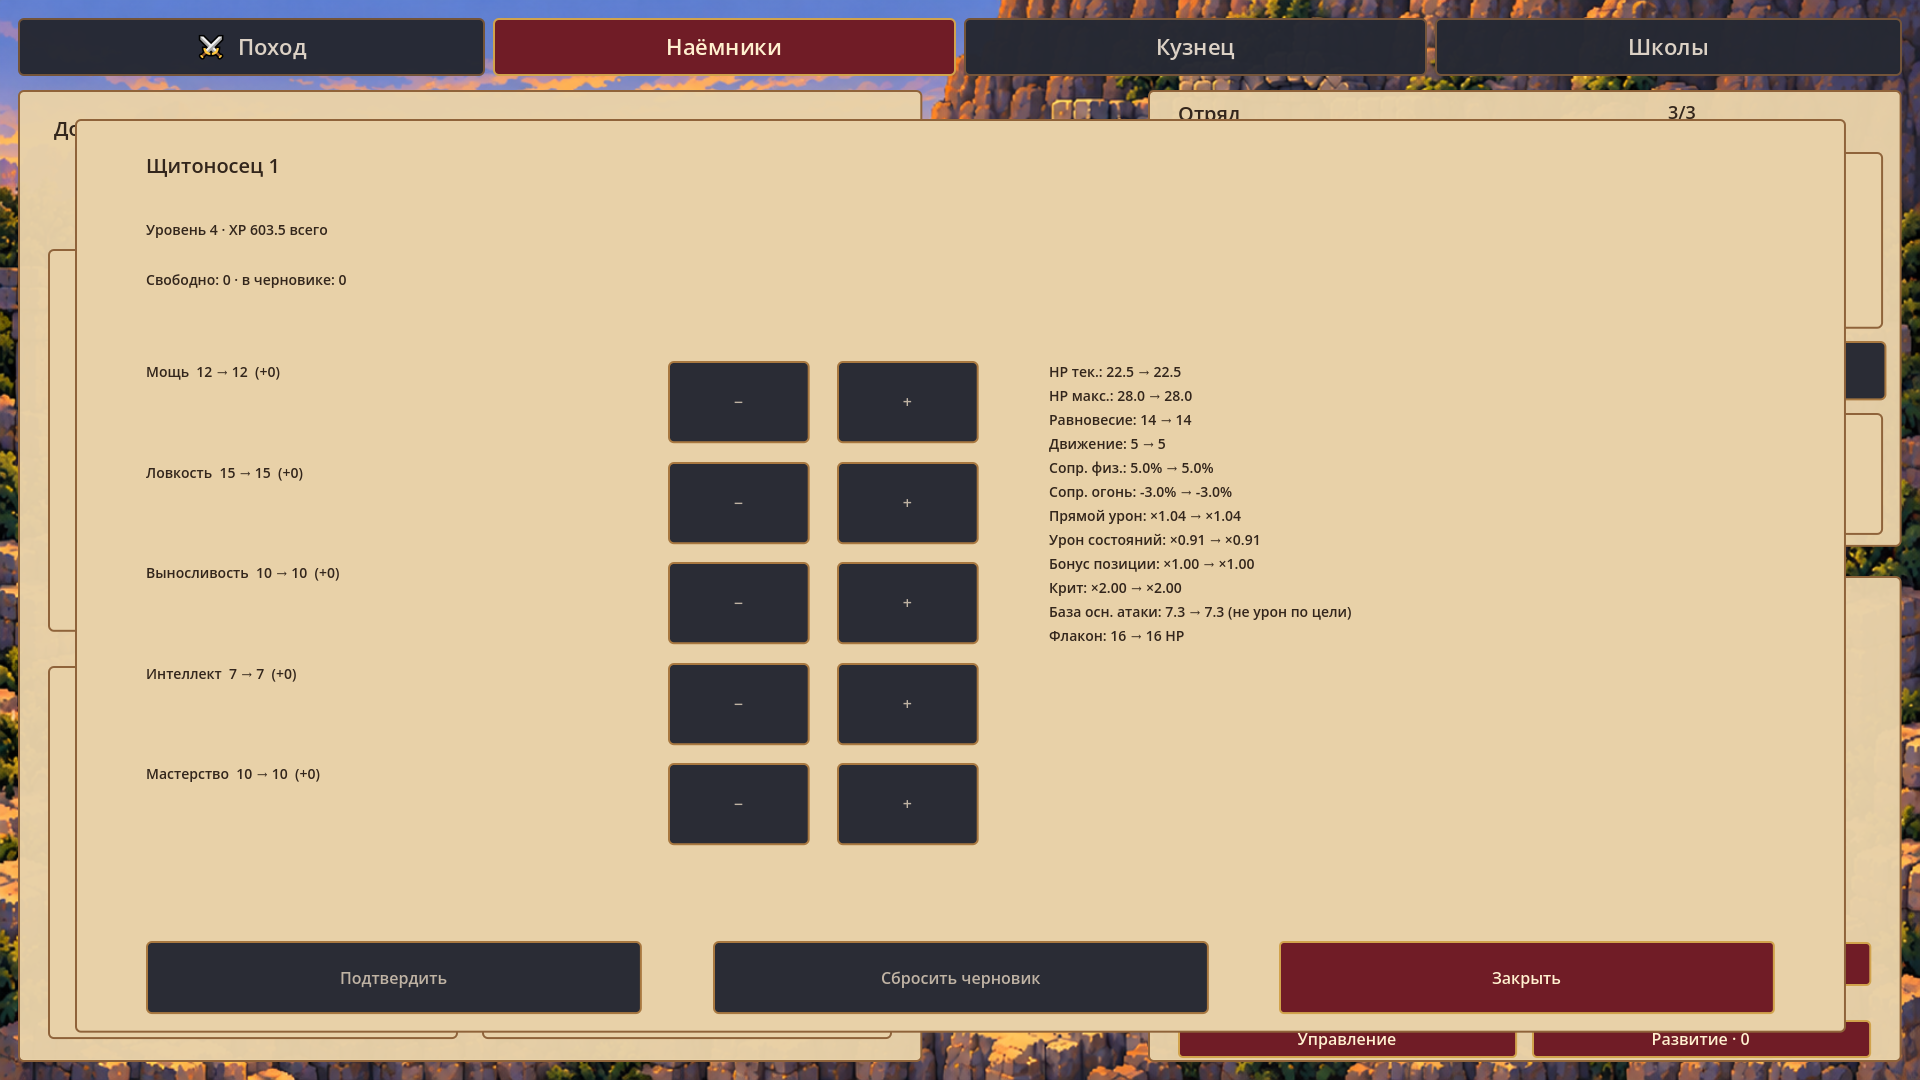 Поход
Наёмники
Кузнец
Школы
Отряд
3/3
Щитоносец 1
Уровень 4 · XP 603.5 всего
Свободно: 0 · в черновике: 0
Мощь 12 → 12 (+0)
− +
Ловкость 15 → 15 (+0)
− +
Выносливость 10 → 10 (+0)
− +
Интеллект 7 → 7 (+0)
− +
Мастерство 10 → 10 (+0)
− +
HP тек.: 22.5 → 22.5
HP макс.: 28.0 → 28.0
Равновесие: 14 → 14
Движение: 5 → 5
Сопр. физ.: 5.0% → 5.0%
Сопр. огонь: -3.0% → -3.0%
Прямой урон: ×1.04 → ×1.04
Урон состояний: ×0.91 → ×0.91
Бонус позиции: ×1.00 → ×1.00
Крит: ×2.00 → ×2.00
База осн. атаки: 7.3 → 7.3 (не урон по цели)
Флакон: 16 → 16 HP
Подтвердить
Сбросить черновик
Закрыть
Управление
Развитие · 0